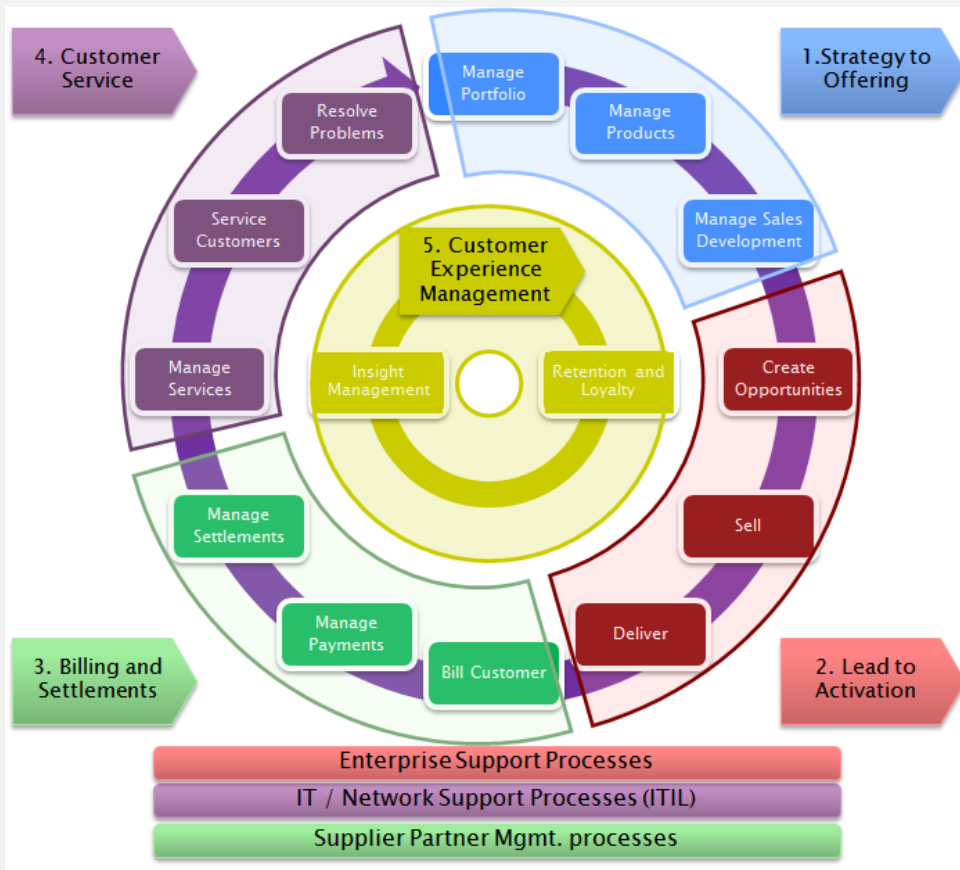 4. Customer
Service
1.Strategy to
Offering
Manage
Portfolio
Manage
Products
Manage Sales
Development
Create
Opportunities
Sell
Deliver
2. Lead to
Activation
Bill Customer
Manage
Payments
Manage
Settlements
3. Billing and
Settlements
Manage
Services
Service
Customers
Resolve
Problems
5. Customer
Experience
Management
Insight
Management
Retention and
Loyalty
Enterprise Support Processes
IT / Network Support Processes (ITIL)
Supplier Partner Mgmt. processes